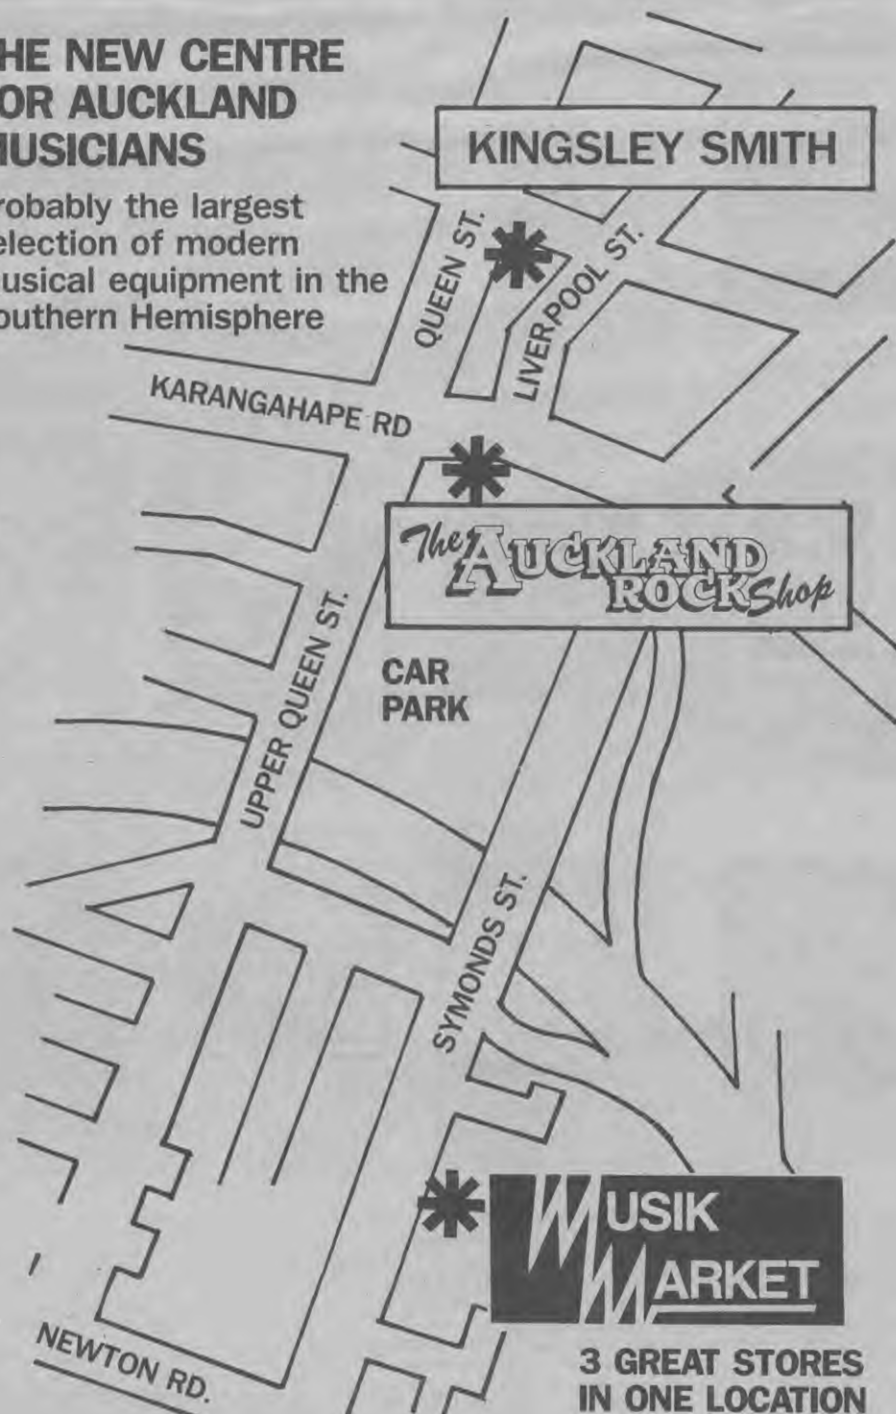 HE NEW CENTRE
OR AUCKLAND
USICIANS
robably the largest
election of modern
usical equipment in the
outhern Hemisphere
KINGSLEY SMITH
QUEEN ST.
LIVERPOOL ST.
KARANGAHAPE RD
The AUCKLAND
ROCK Shop
CAR
PARK
UPPER QUEEN ST.
SYMONDS ST.
MUSIK
MARKET
NEWTON RD.
3 GREAT STORES
IN ONE LOCATION